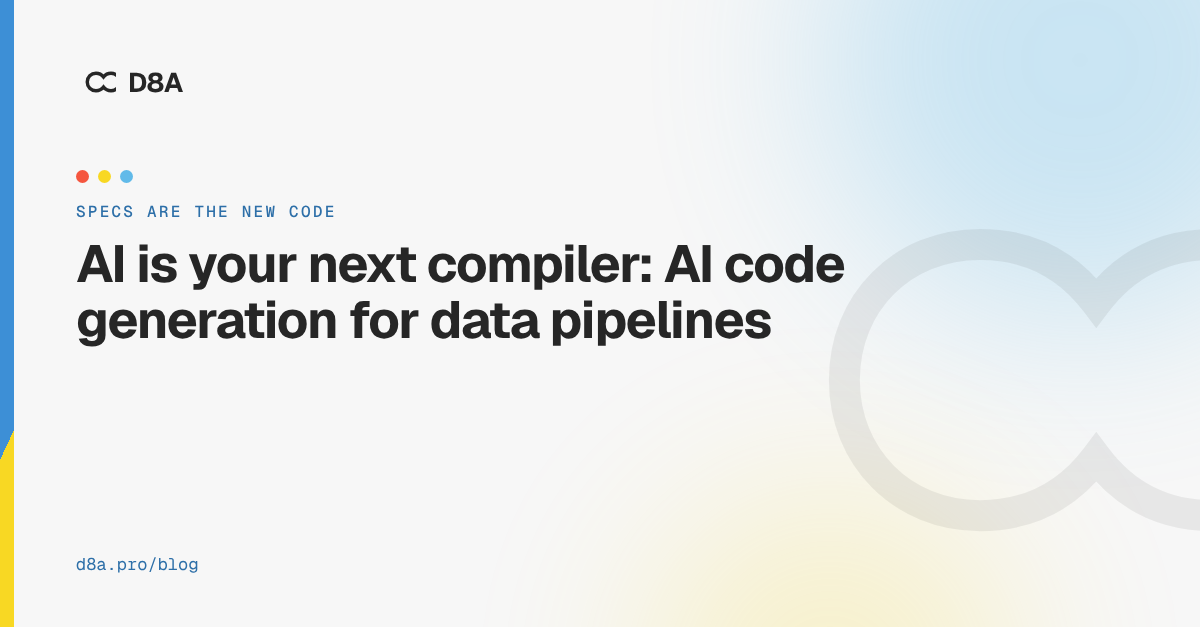 D8A
SPECS ARE THE NEW CODE
AI is your next compiler: AI code
generation for data pipelines
d8a.pro/blog